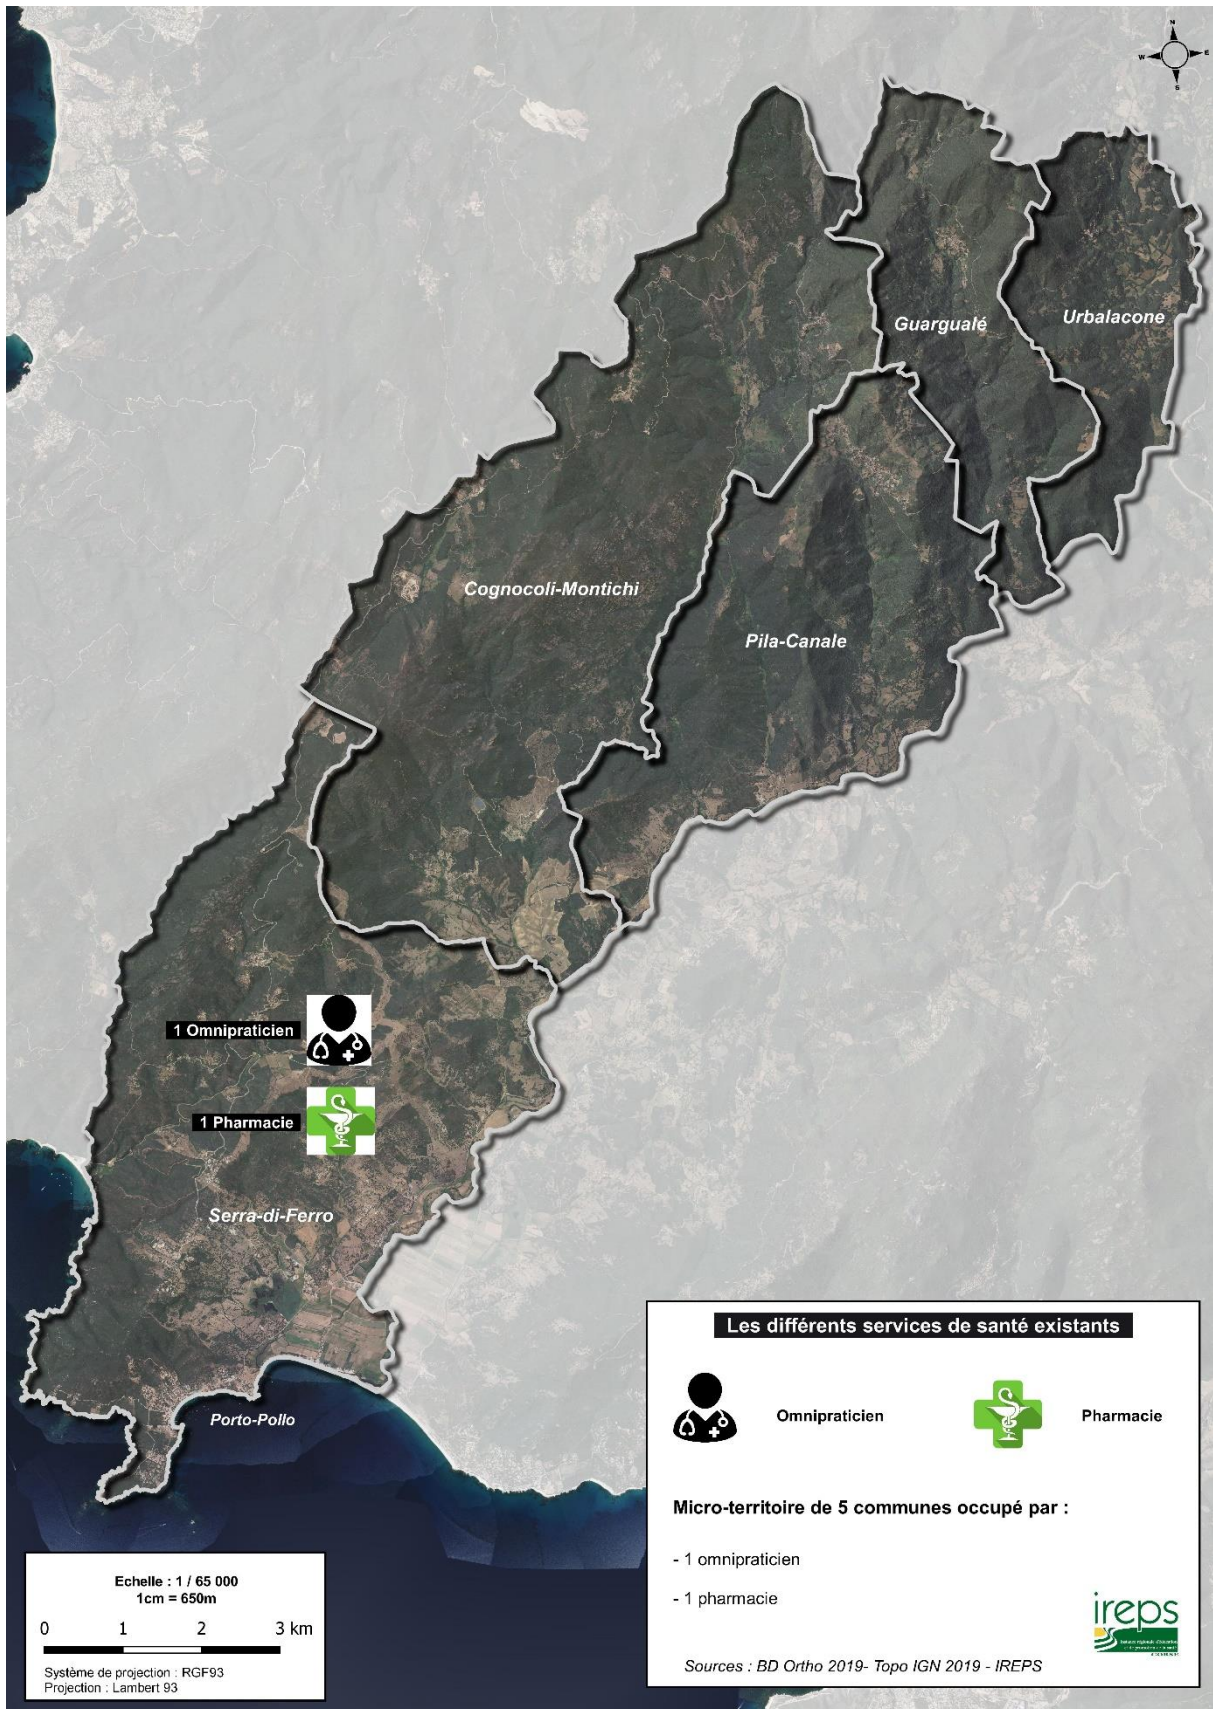 N
W
E
S
Guargualé
Urbalacone
Cognocoli-Montichi
Pila-Canale
1 Omnipraticien
1 Pharmacie
Serra-di-Ferro
Porto-Pollo
Les différents services de santé existants
Omnipraticien
Pharmacie
Micro-territoire de 5 communes occupé par :
- 1 omnipraticien
- 1 pharmacie
ireps
Sources : BD Ortho 2019- Topo IGN 2019 - IREPS
Echelle : 1 / 65 000
1cm = 650m
0 1 2 3 km
Système de projection : RGF93
Projection : Lambert 93